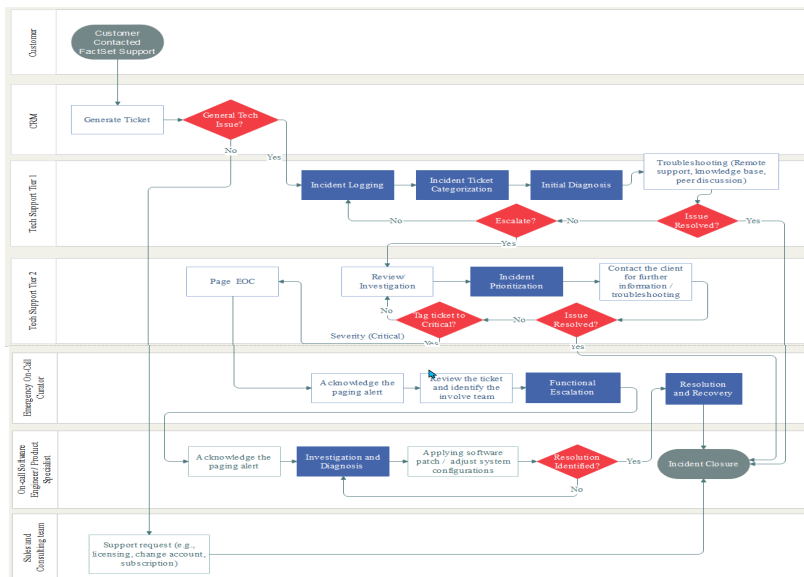 Customer
Customer
Contacted
FactSet Support
CRM
Generate Ticket
General Tech
Issue?
No
Yes
Tech Support Tier 1
Incident Logging
Incident Ticket
Categorization
Initial Diagnosis
Troubleshooting (Remote
support, knowledge base,
peer discussion)
No
Escalate?
No
Issue
Resolved?
Yes
Yes
Tech Support Tier 2
Page EOC
Review/
Investigation
Incident
Prioritization
Contact the client
for further
information /
troubleshooting
No
Tag ticket to
Critical?
No
Issue
Resolved?
Severity (Critical)
Yes
Yes
Emergency On-Call
Curator
Acknowledge the
paging alert
Review the ticket
and identify the
involve team
Functional
Escalation
Resolution
and Recovery
On-call Software
Engineer/ Product
Specialist
Acknowledge the
paging alert
Investigation and
Diagnosis
Applying software
patch / adjust system
configurations
Resolution
Identified?
Yes
No
Incident Closure
Sales and
Consulting team
Support request (e.g.,
licensing, change account,
subscription)